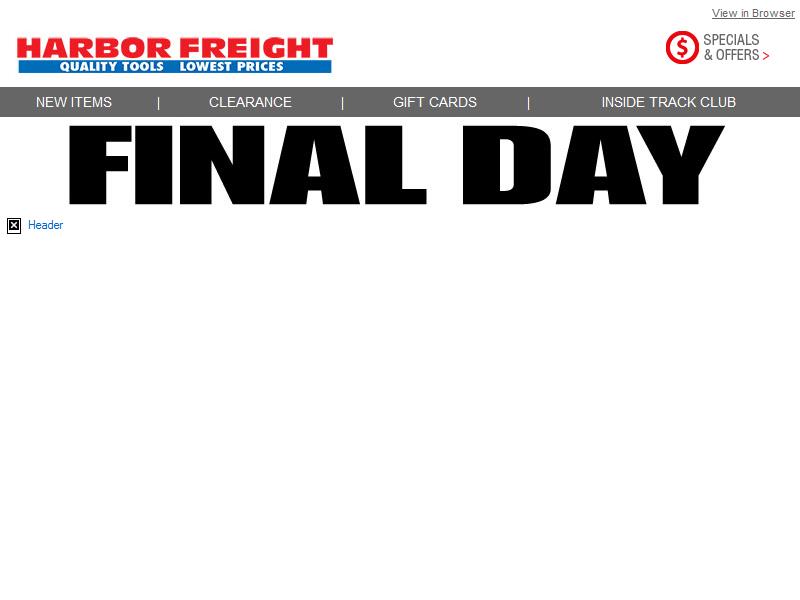 View in Browser
HARBOR FREIGHT
QUALITY TOOLS LOWEST PRICES
SPECIALS
& OFFERS >
NEW ITEMS | CLEARANCE | GIFT CARDS | INSIDE TRACK CLUB
FINAL DAY
Header